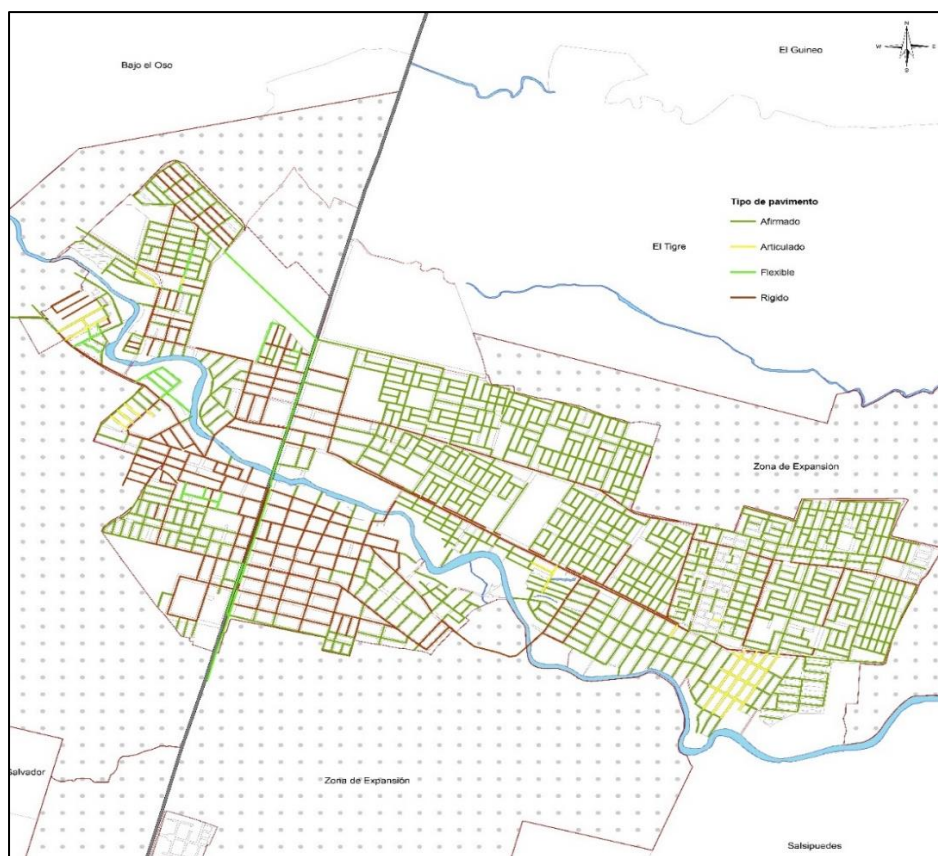 El Guineo
N
W
E
S
Bajo el Oso
Tipo de pavimento
Afirmado
El Tigre
Articulado
Flexible
Rigido
Zona de Expansión
Salvador
Zona de Expansión
Salsipuedes